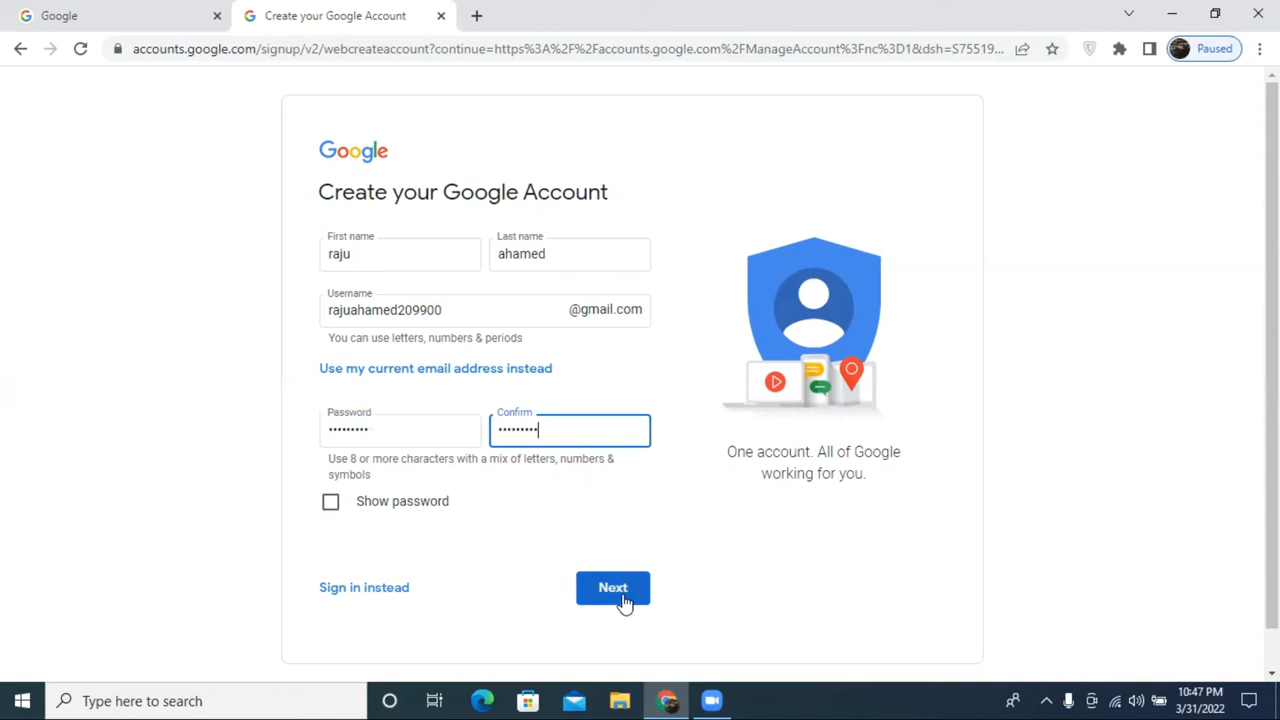 Google
Create your Google Account
accounts.google.com/signup/v2/webcreateaccount?continue=https%3A%2F%2Faccounts.google.com%2FManageAccount%3Fnc%3D1&dsh=S75519...
Paused
Google
Create your Google Account
First name
raju
Last name
ahamed
Username
rajuahamed209900
@gmail.com
You can use letters, numbers & periods
Use my current email address instead
Password
•••••••••
Confirm
•••••••••
Use 8 or more characters with a mix of letters, numbers &
symbols
Show password
Sign in instead
Next
One account. All of Google
working for you.
Type here to search
10:47 PM
3/31/2022